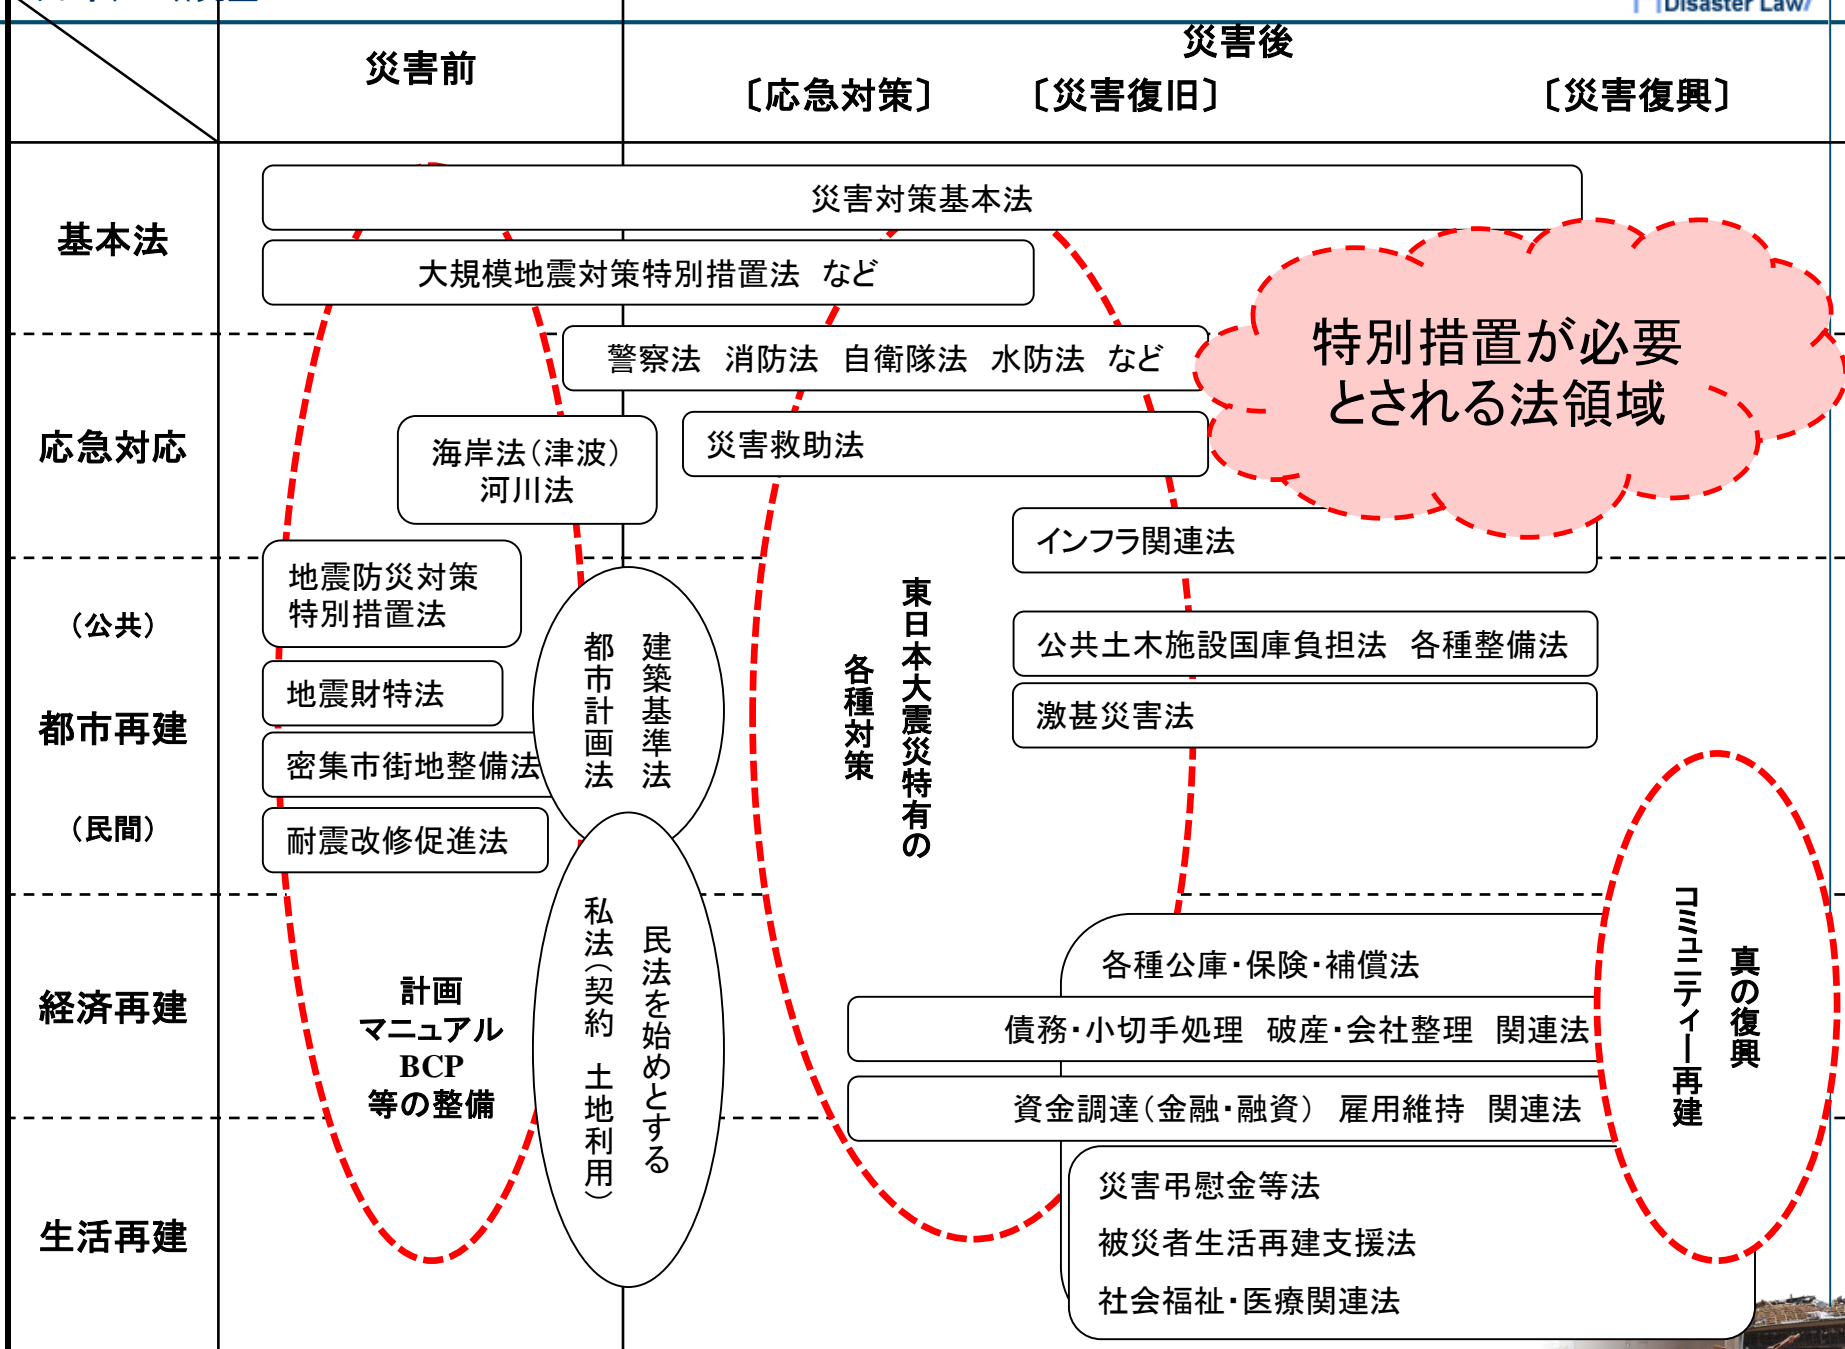 Disaster Law
災害前
災害後
〔応急対策〕
〔災害復旧〕
〔災害復興〕
基本法
災害対策基本法
大規模地震対策特別措置法 など
特別措置が必要
とされる法領域
応急対応
警察法 消防法 自衛隊法 水防法 など
海岸法（津波）
河川法
災害救助法
インフラ関連法
（公共）
都市再建
（民間）
地震防災対策
特別措置法
地震財特法
密集市街地整備法
耐震改修促進法
建築基準法
都市計画法
東日本大震災特有の
各種対策
公共土木施設国庫負担法 各種整備法
激甚災害法
経済再建
計画
マニュアル
BCP
等の整備
民法を始めとする
私法（契約 土地利用）
各種公庫・保険・補償法
債務・小切手処理 破産・会社整理 関連法
資金調達（金融・融資） 雇用維持 関連法
真の復興
コミュニティー再建
生活再建
災害弔慰金等法
被災者生活再建支援法
社会福祉・医療関連法